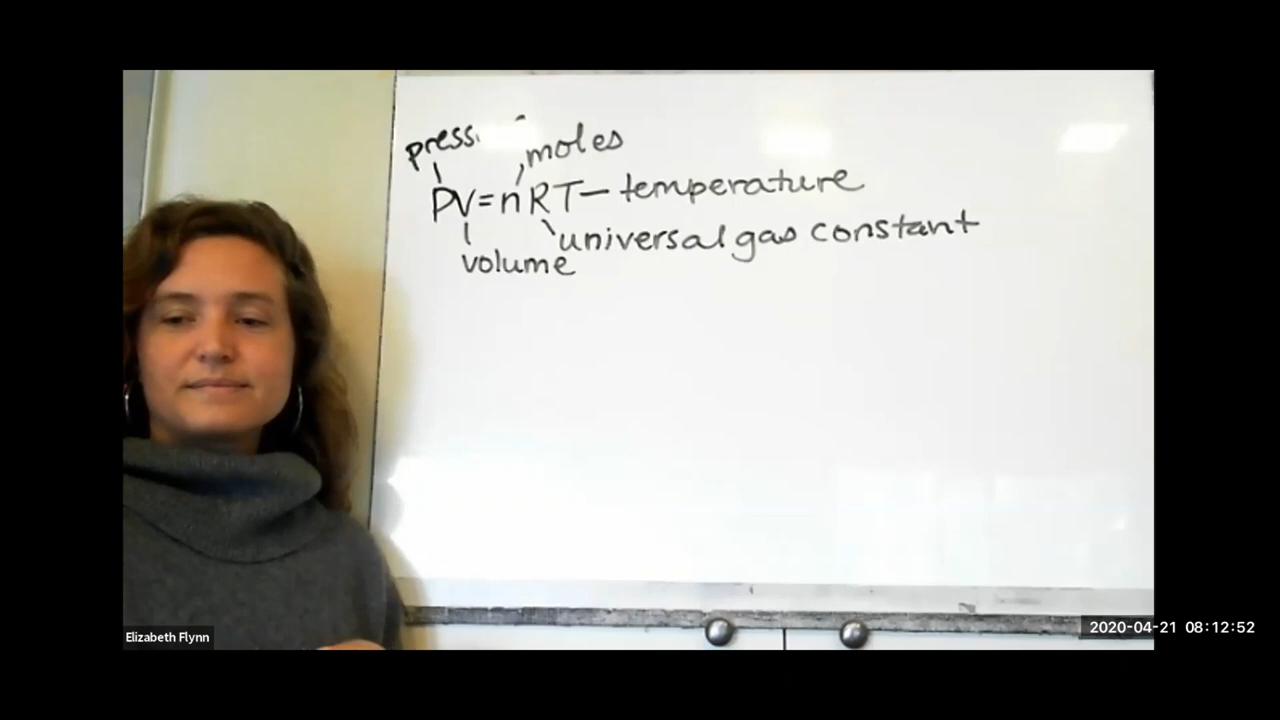 press
moles
PV=nRT— temperature
universal gas constant
volume
Elizabeth Flynn
2020-04-21 08:12:52